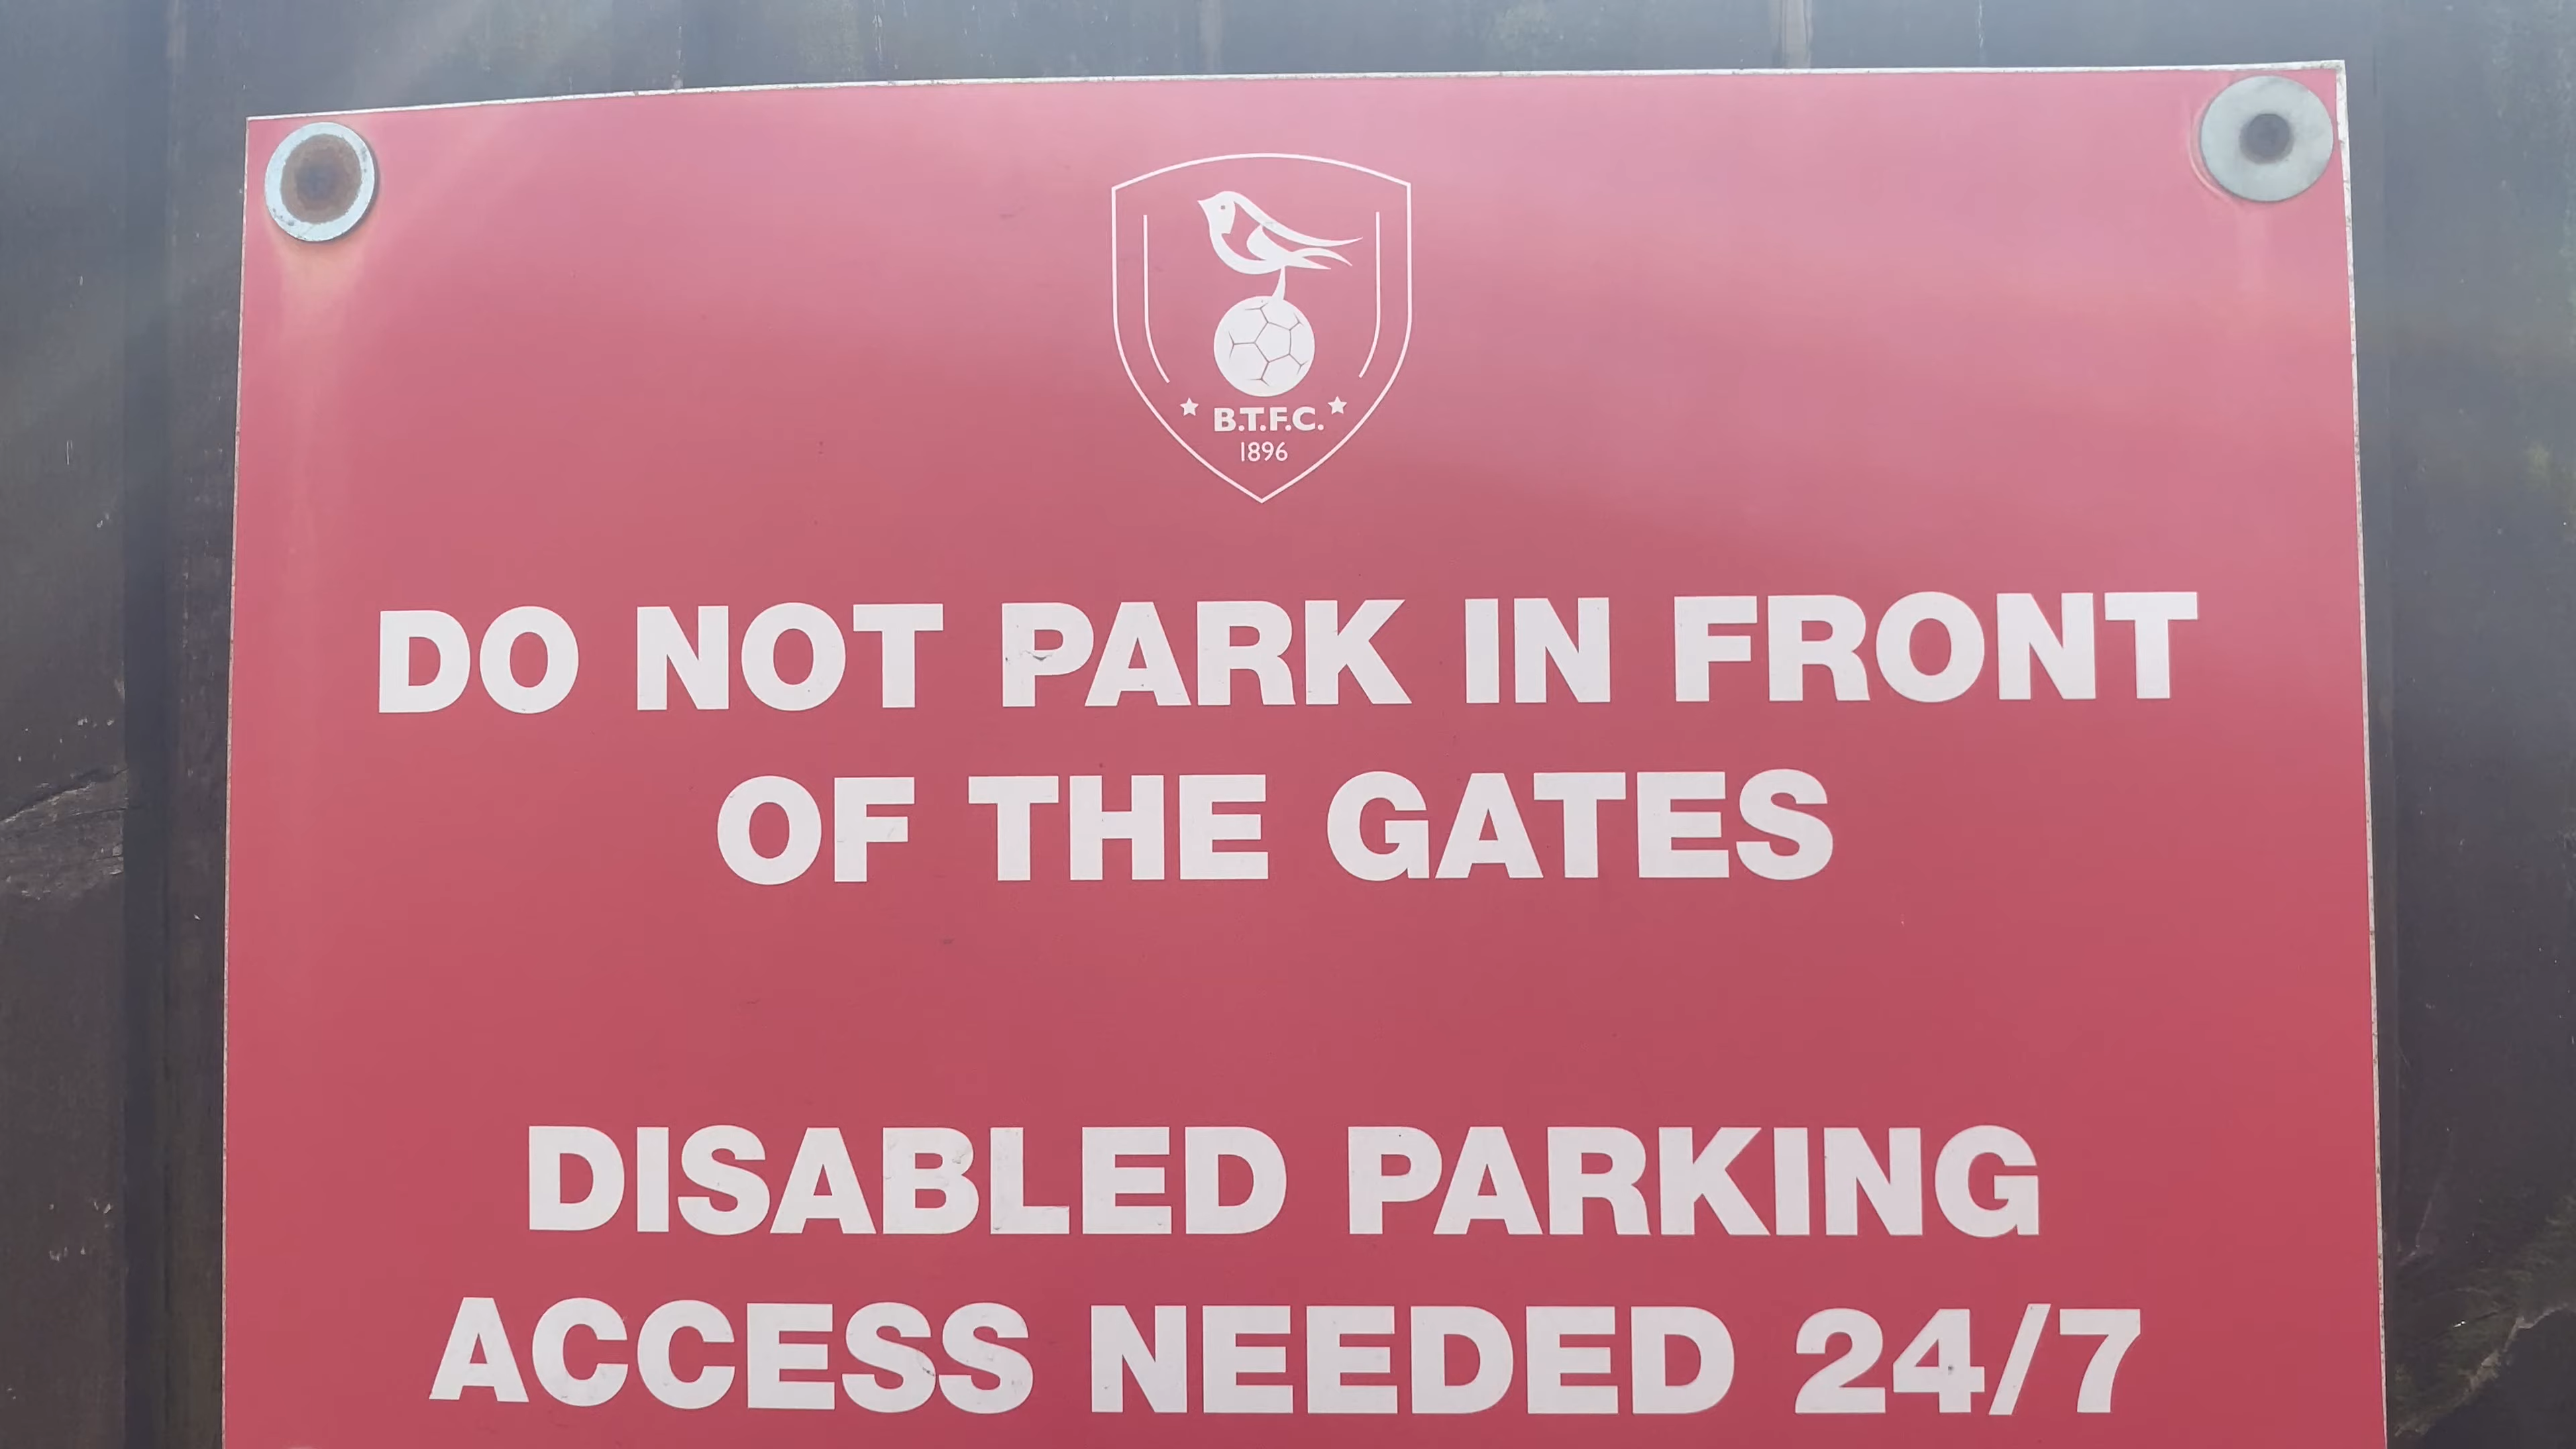 B.T.F.C.
1896
DO NOT PARK IN FRONT
OF THE GATES
DISABLED PARKING
ACCESS NEEDED 24/7